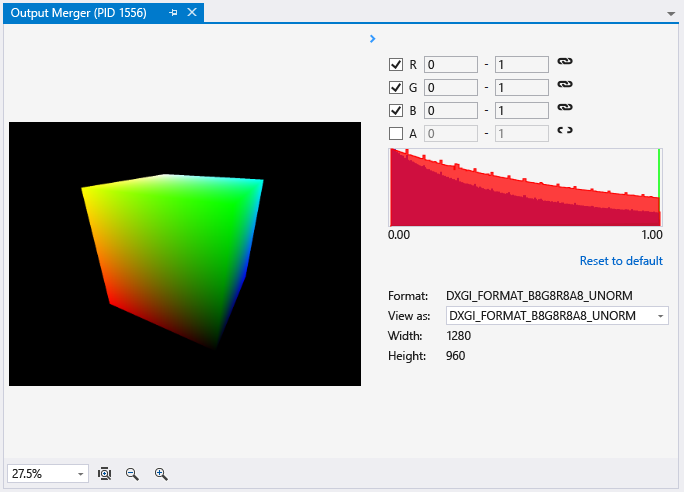 Output Merger (PID 1556)
R 0 - 1
G 0 - 1
B 0 - 1
A 0 - 1
0.00 1.00
Reset to default
Format: DXGI_FORMAT_B8G8R8A8_UNORM
View as: DXGI_FORMAT_B8G8R8A8_UNORM
Width: 1280
Height: 960
27.5%